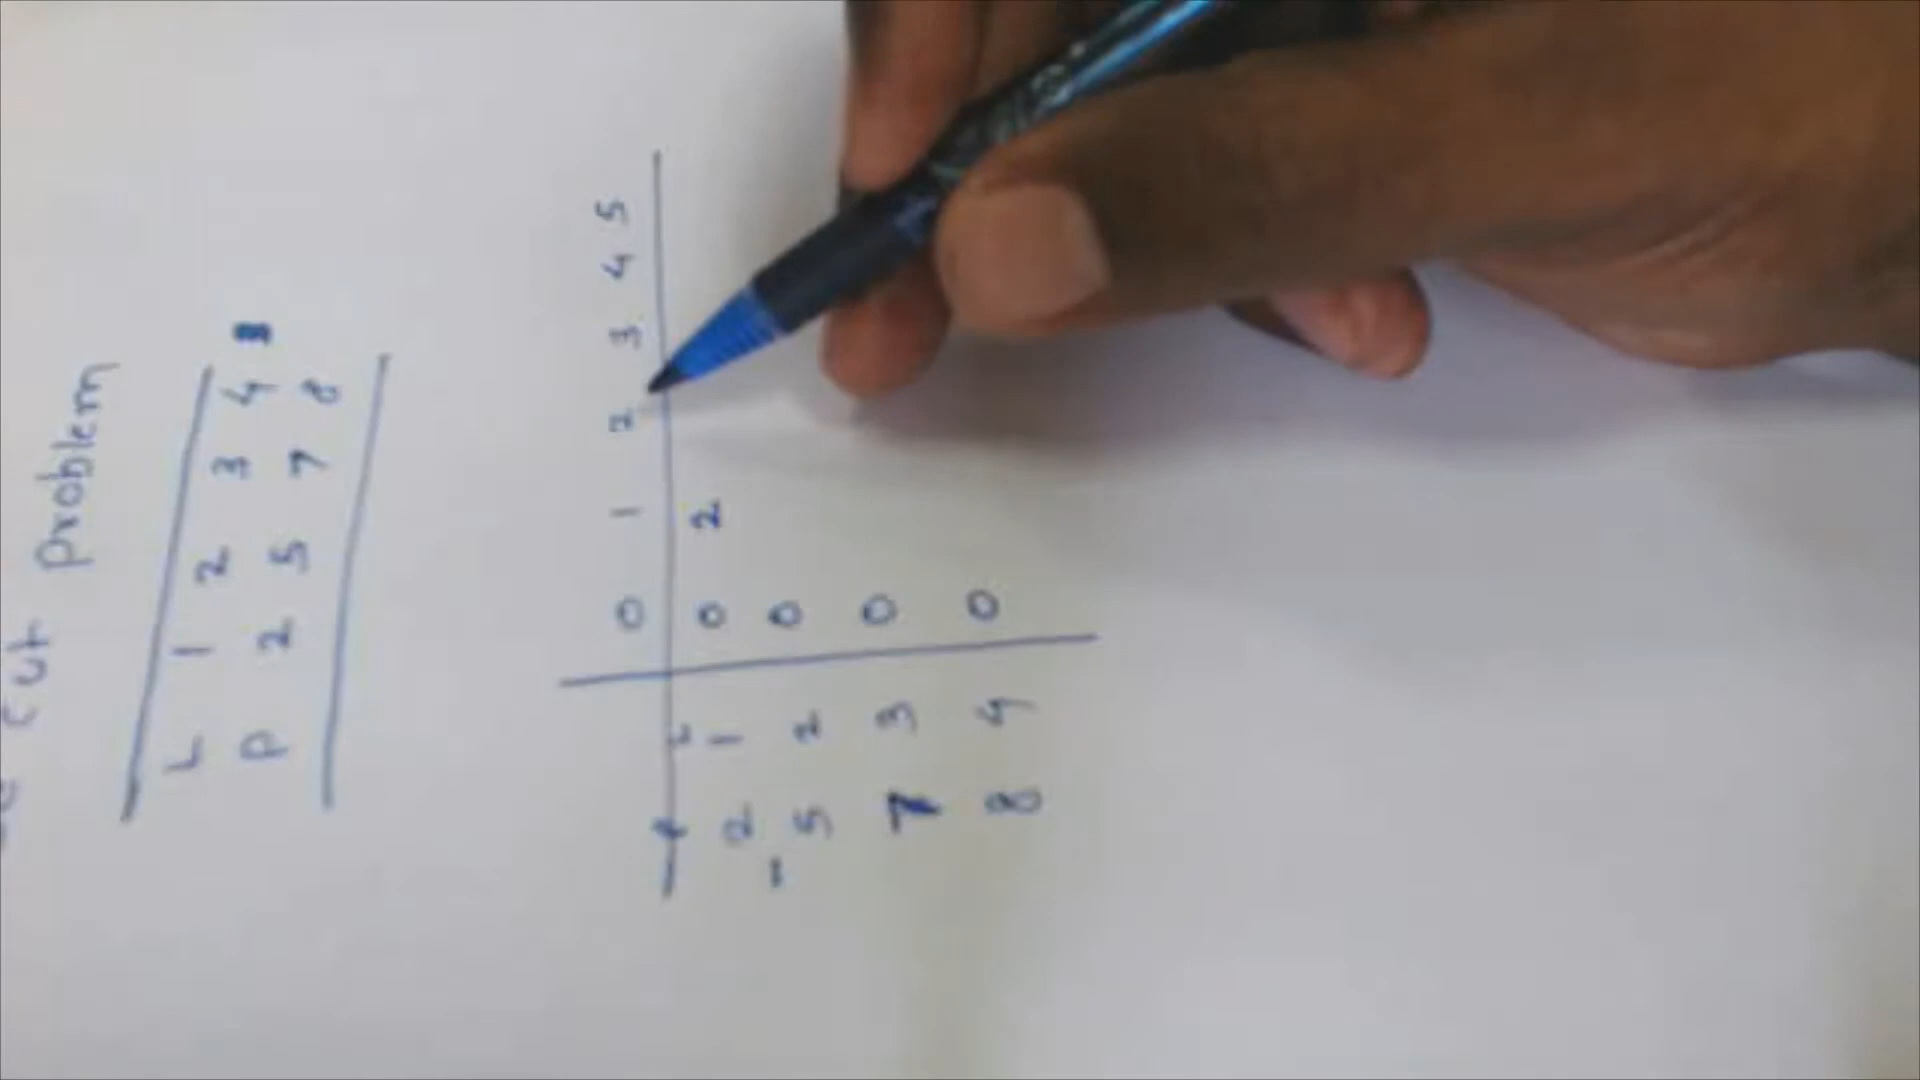 cut problem
L 1 2 3 4
P 2 5 7 8
0 1 2 3 4 5
P L
2 1 0 2
5 2 0
7 3 0
8 4 0